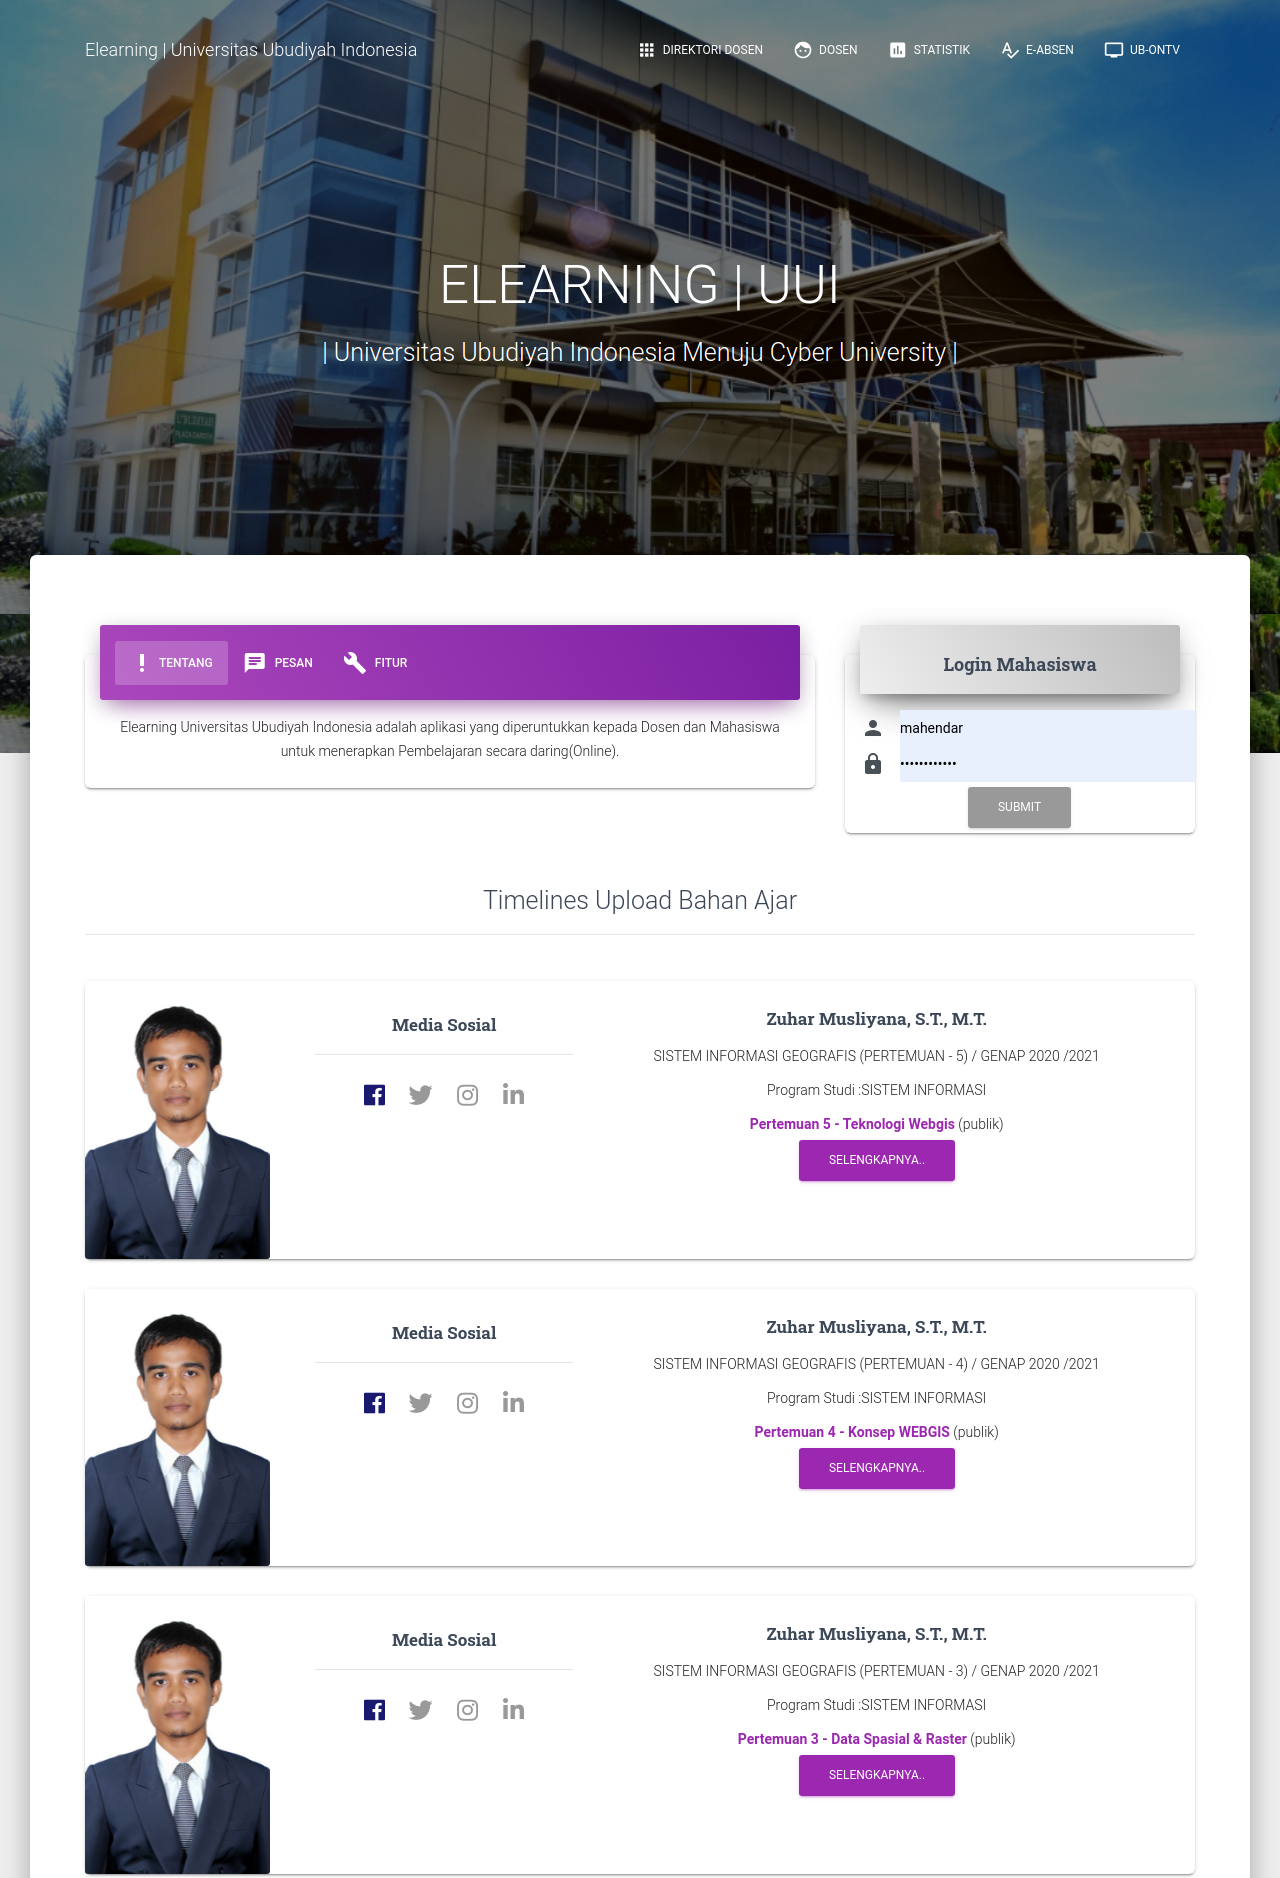 Elearning | Universitas Ubudiyah Indonesia
DIREKTORI DOSEN
DOSEN
STATISTIK
E-ABSEN
UB-ONTV
ELEARNING | UUI
| Universitas Ubudiyah Indonesia Menuju Cyber University |
TENTANG
PESAN
FITUR
Elearning Universitas Ubudiyah Indonesia adalah aplikasi yang diperuntukkan kepada Dosen dan Mahasiswa
untuk menerapkan Pembelajaran secara daring(Online).
Login Mahasiswa
mahendar
••••••••••••
SUBMIT
Timelines Upload Bahan Ajar
Media Sosial
Zuhar Musliyana, S.T., M.T.
SISTEM INFORMASI GEOGRAFIS (PERTEMUAN - 5) / GENAP 2020 /2021
Program Studi :SISTEM INFORMASI
Pertemuan 5 - Teknologi Webgis (publik)
SELENGKAPNYA..
Media Sosial
Zuhar Musliyana, S.T., M.T.
SISTEM INFORMASI GEOGRAFIS (PERTEMUAN - 4) / GENAP 2020 /2021
Program Studi :SISTEM INFORMASI
Pertemuan 4 - Konsep WEBGIS (publik)
SELENGKAPNYA..
Media Sosial
Zuhar Musliyana, S.T., M.T.
SISTEM INFORMASI GEOGRAFIS (PERTEMUAN - 3) / GENAP 2020 /2021
Program Studi :SISTEM INFORMASI
Pertemuan 3 - Data Spasial & Raster (publik)
SELENGKAPNYA..